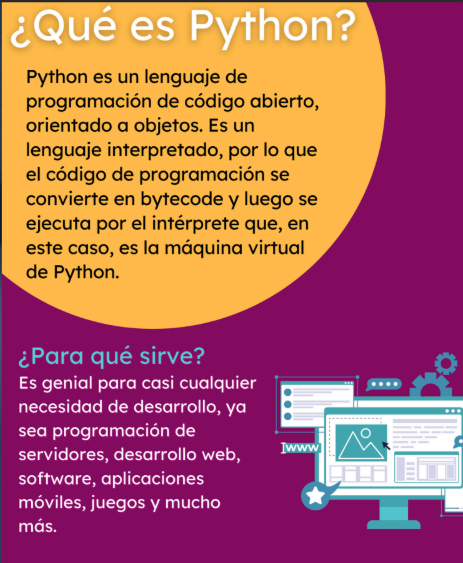 ¿Qué es Python?
Python es un lenguaje de
programación de código abierto,
orientado a objetos. Es un
lenguaje interpretado, por lo que
el código de programación se
convierte en bytecode y luego se
ejecuta por el intérprete que, en
este caso, es la máquina virtual
de Python.
¿Para qué sirve?
Es genial para casi cualquier
necesidad de desarrollo, ya
sea programación de
servidores, desarrollo web,
software, aplicaciones
móviles, juegos y mucho
más.
www